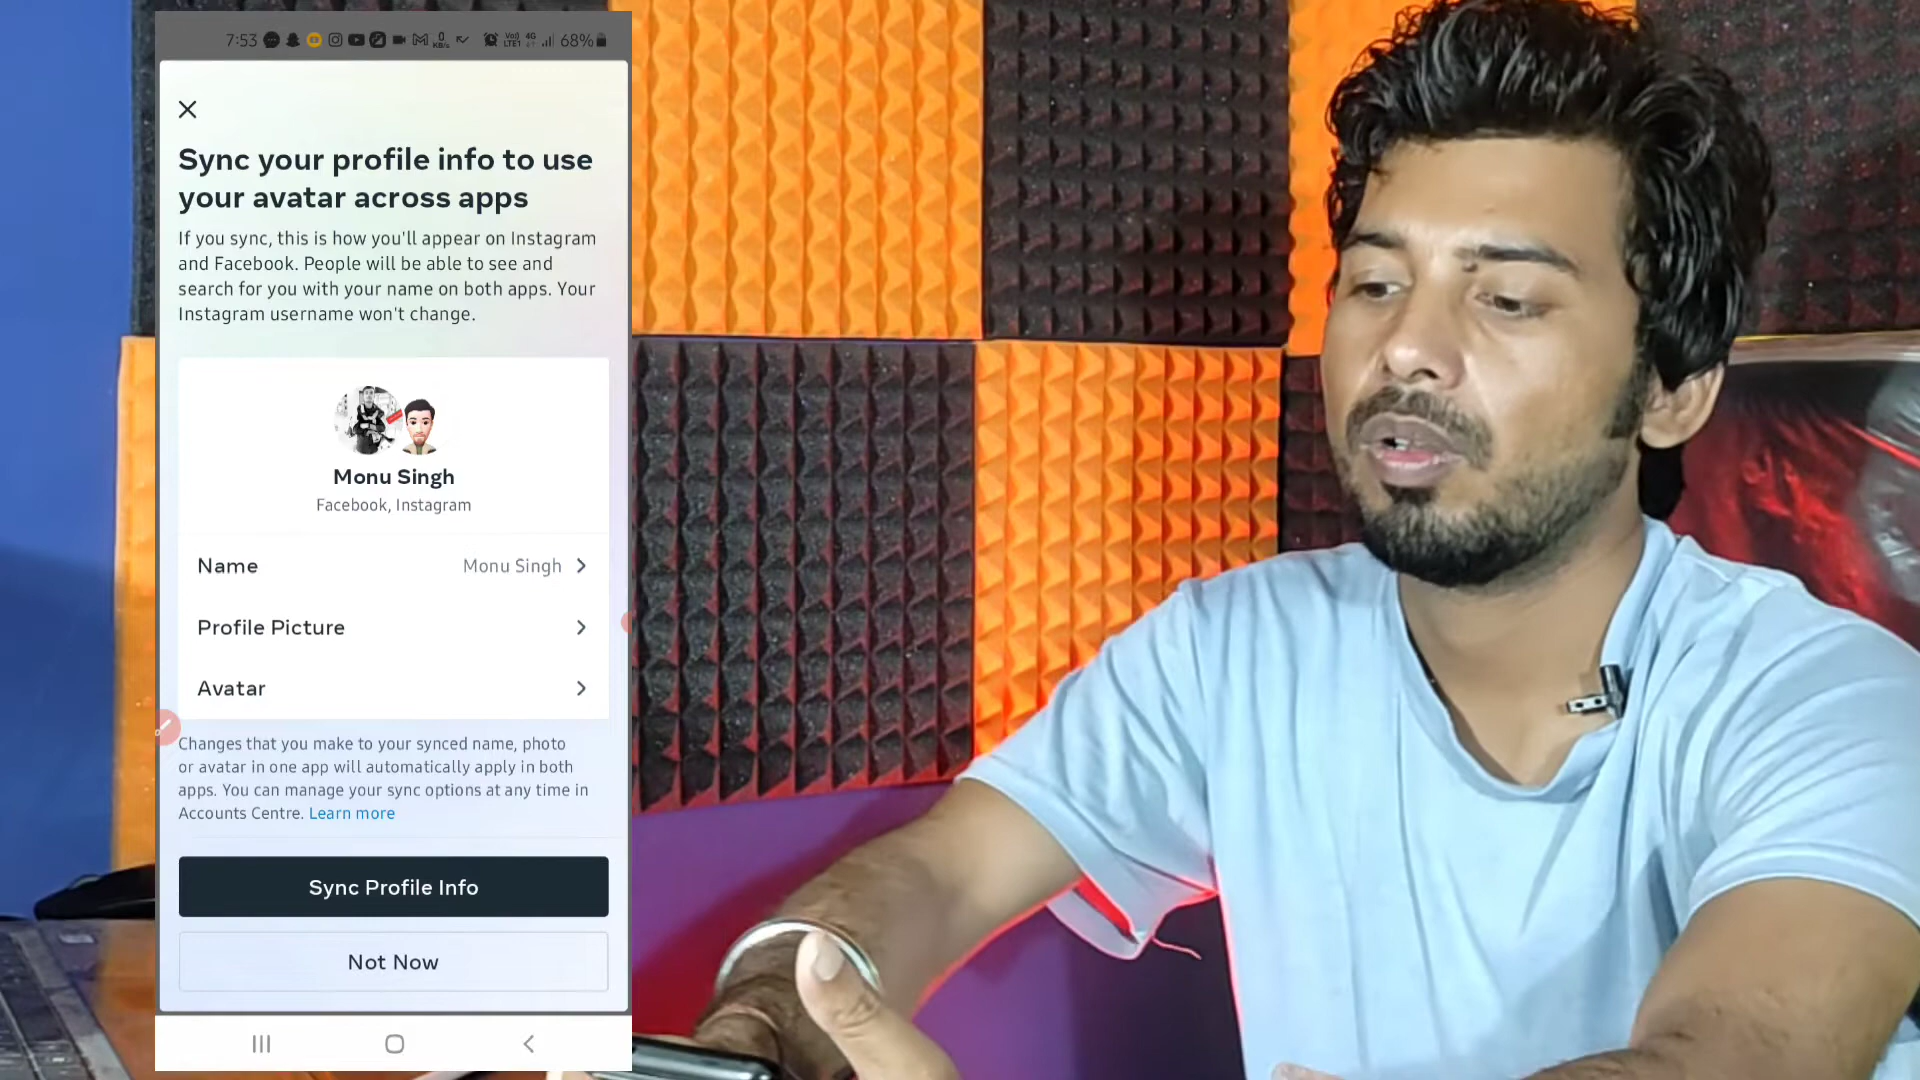 7:53 0 KB/s Vo) LTE1 4G 68%
Sync your profile info to use
your avatar across apps
If you sync, this is how you'll appear on Instagram
and Facebook. People will be able to see and
search for you with your name on both apps. Your
Instagram username won't change.
Monu Singh
Facebook, Instagram
Name Monu Singh
Profile Picture
Avatar
Changes that you make to your synced name, photo
or avatar in one app will automatically apply in both
apps. You can manage your sync options at any time in
Accounts Centre. Learn more
Sync Profile Info
Not Now